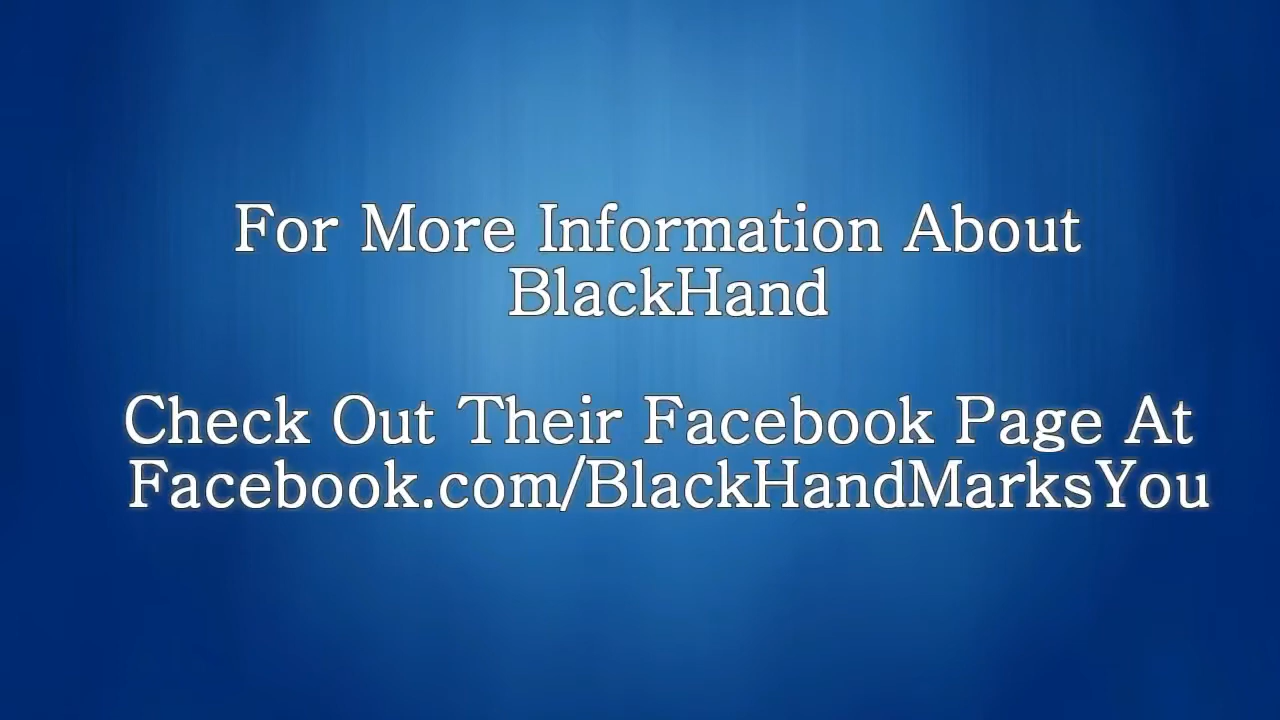 For More Information About
BlackHand
Check Out Their Facebook Page At
Facebook.com/BlackHandMarksYou